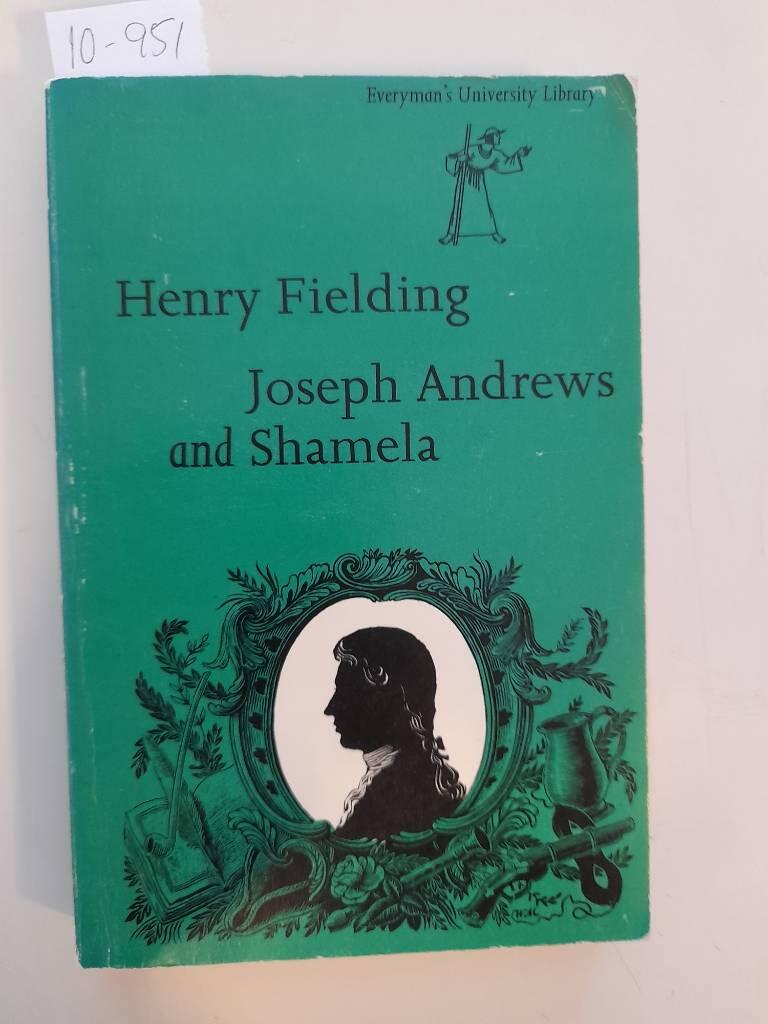 10-951
Everyman's University Library
Henry Fielding
Joseph Andrews
and Shamela